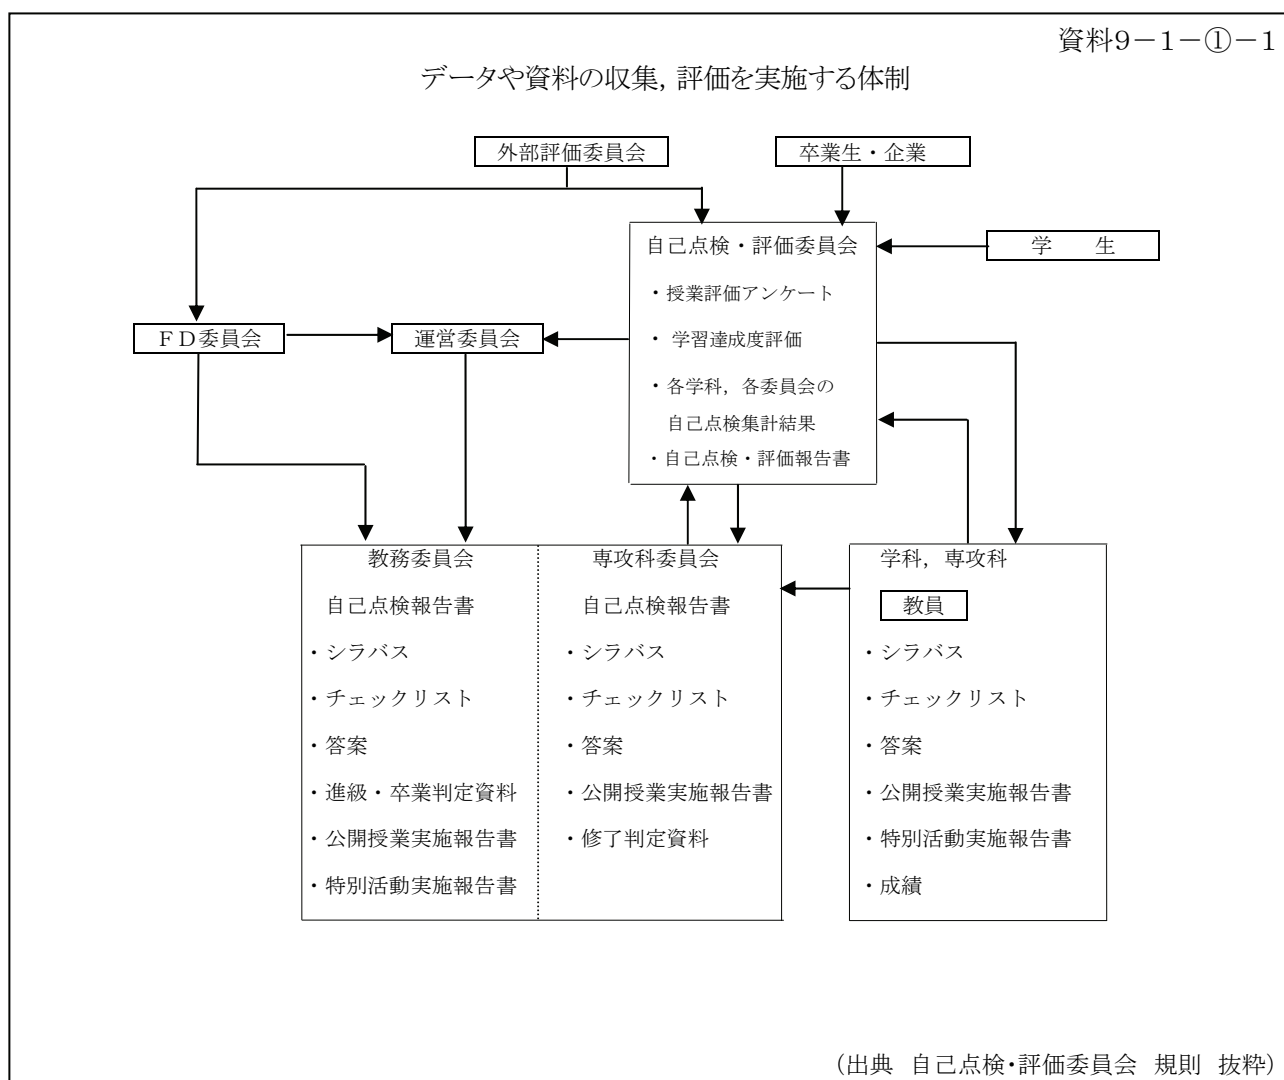 資料9-1-①-1
データや資料の収集,評価を実施する体制
外部評価委員会
卒業生・企業
自己点検・評価委員会
・授業評価アンケート
・ 学習達成度評価
・各学科,各委員会の
自己点検集計結果
・自己点検・評価報告書
学　　生
ＦＤ委員会
運営委員会
教務委員会
自己点検報告書
・シラバス
・チェックリスト
・答案
・進級・卒業判定資料
・公開授業実施報告書
・特別活動実施報告書
専攻科委員会
自己点検報告書
・シラバス
・チェックリスト
・答案
・公開授業実施報告書
・修了判定資料
学科,専攻科
教員
・シラバス
・チェックリスト
・答案
・公開授業実施報告書
・特別活動実施報告書
・成績
(出典　自己点検・評価委員会　規則　抜粋)